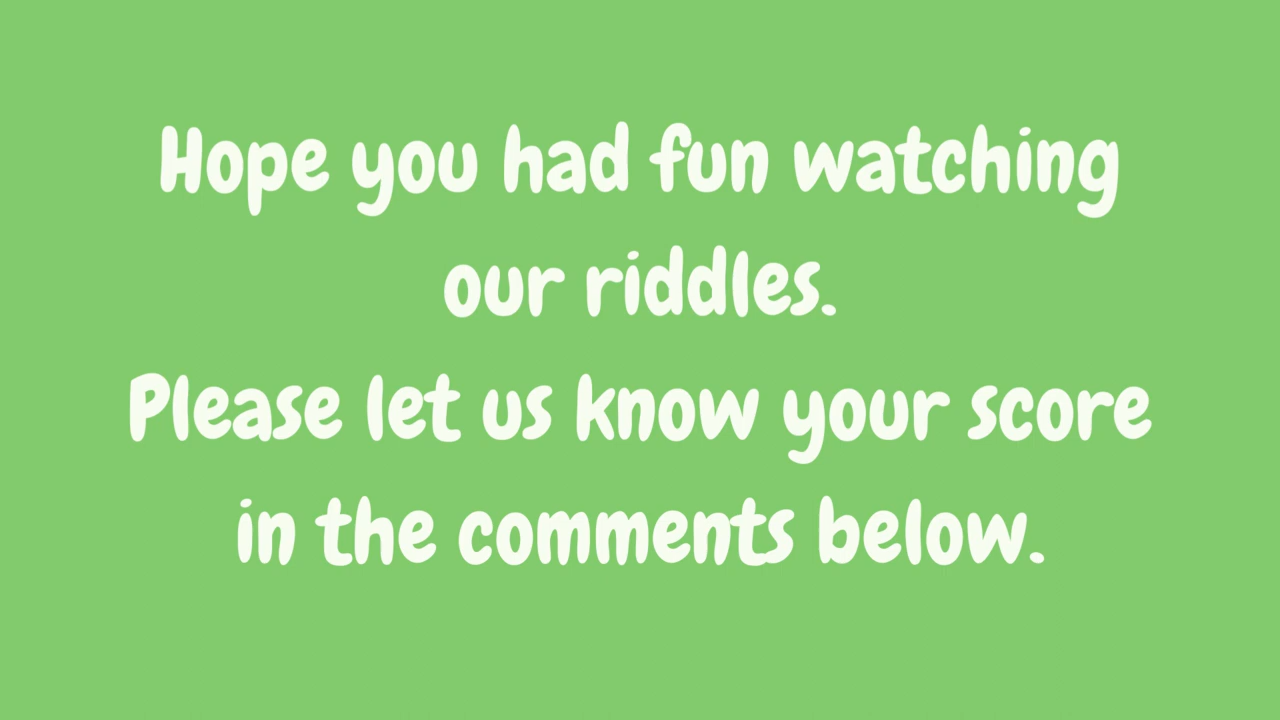 Hope you had fun watching
our riddles.
Please let us know your score
in the comments below.